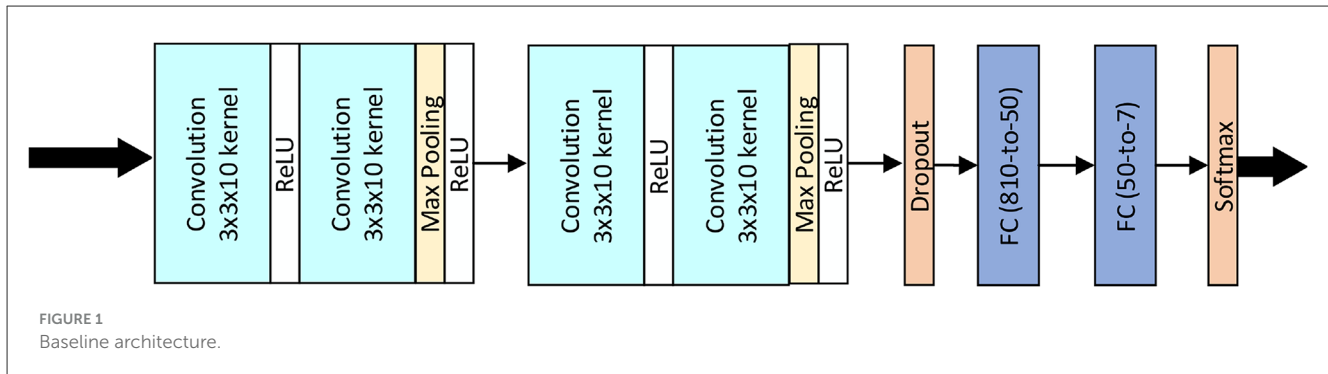 Convolution
3x3x10 kernel
ReLU
Convolution
3x3x10 kernel
Max Pooling
ReLU
Convolution
3x3x10 kernel
ReLU
Convolution
3x3x10 kernel
Max Pooling
ReLU
Dropout
FC (810-to-50)
FC (50-to-7)
Softmax
FIGURE 1
Baseline architecture.